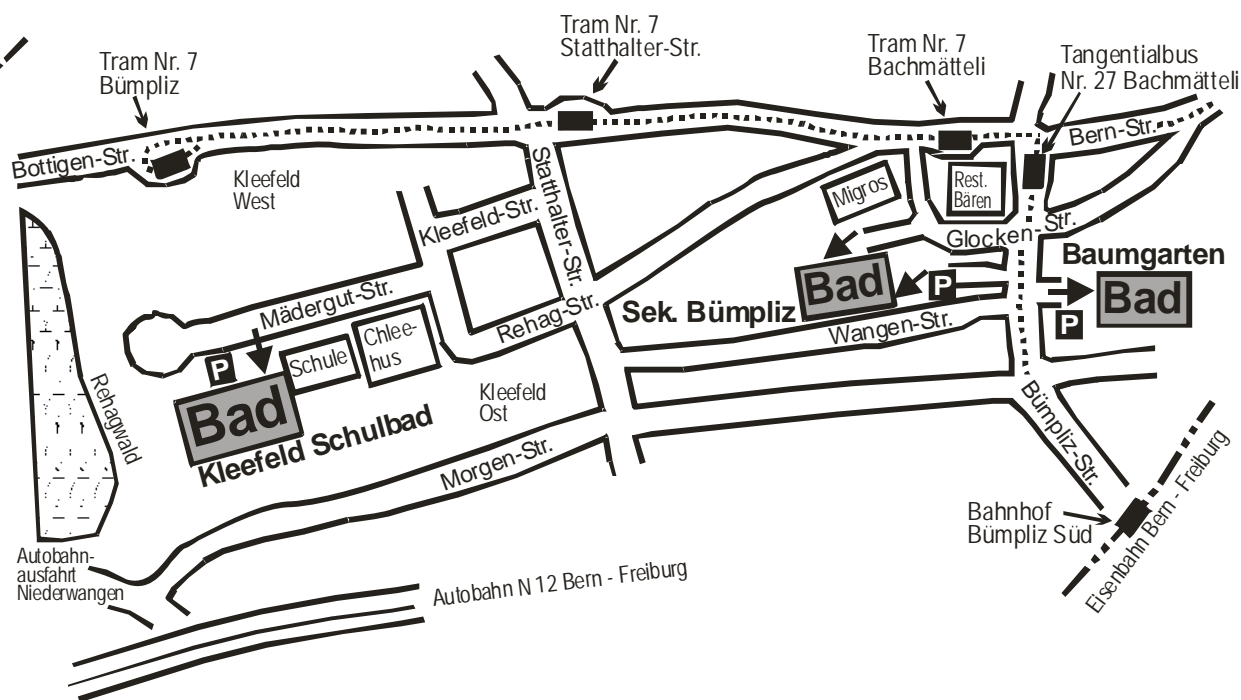 Tram Nr. 7
Bümpliz
Tram Nr. 7
Statthalter-Str.
Tram Nr. 7
Bachmätteli
Tangentialbus
Nr. 27 Bachmätteli
Bottigen-Str.
Bern-Str.
Kleefeld
West
Statthalter-Str.
Kleefeld-Str.
Migros
Rest.
Bären
Glocken-Str.
Baumgarten
Bad
P
Bad
P
Sek. Bümpliz
Wangen-Str.
Mädergut-Str.
Rehag-Str.
Schule
Chlee-
hus
P
Bad
Kleefeld Schulbad
Rehagwald
Kleefeld
Ost
Morgen-Str.
Bümpliz-Str.
Bahnhof
Bümpliz Süd
Eisenbahn Bern - Freiburg
Autobahn-
ausfahrt
Niederwangen
Autobahn N 12 Bern - Freiburg